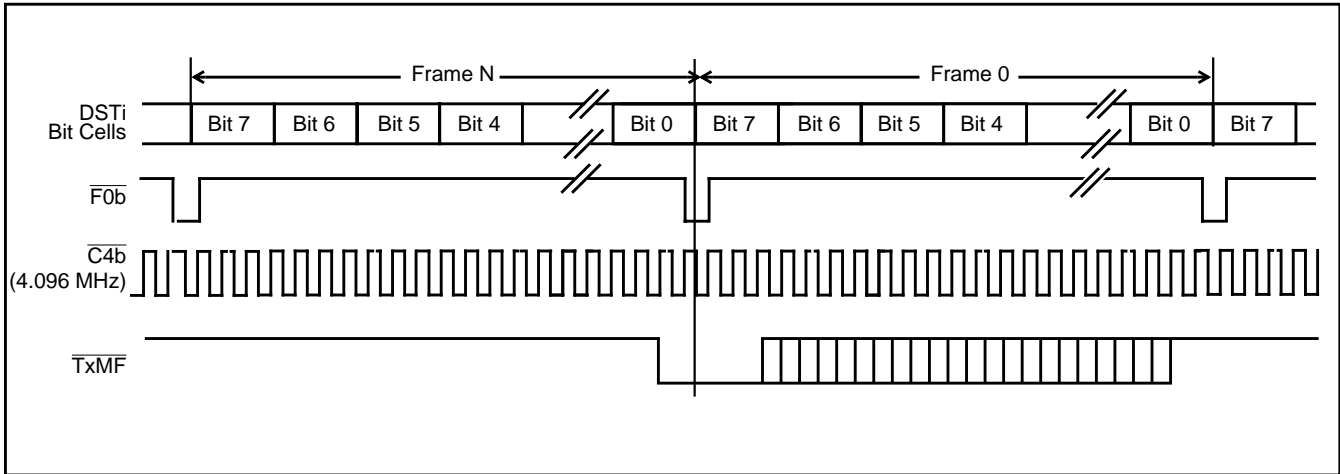 Frame N Frame 0
DSTi
Bit Cells
Bit 7 Bit 6 Bit 5 Bit 4 Bit 0 Bit 7 Bit 6 Bit 5 Bit 4 Bit 0 Bit 7
F0b
C4b
(4.096 MHz)
TxMF